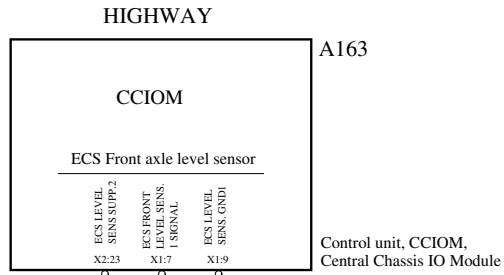 HIGHWAY
A163
CCIOM
ECS Front axle level sensor
ECS LEVEL
SENS SUPP.2
ECS FRONT
LEVEL SENS.
1 SIGNAL
ECS LEVEL
SENS. GND1
X2:23 X1:7 X1:9
Control unit, CCIOM,
Central Chassis IO Module